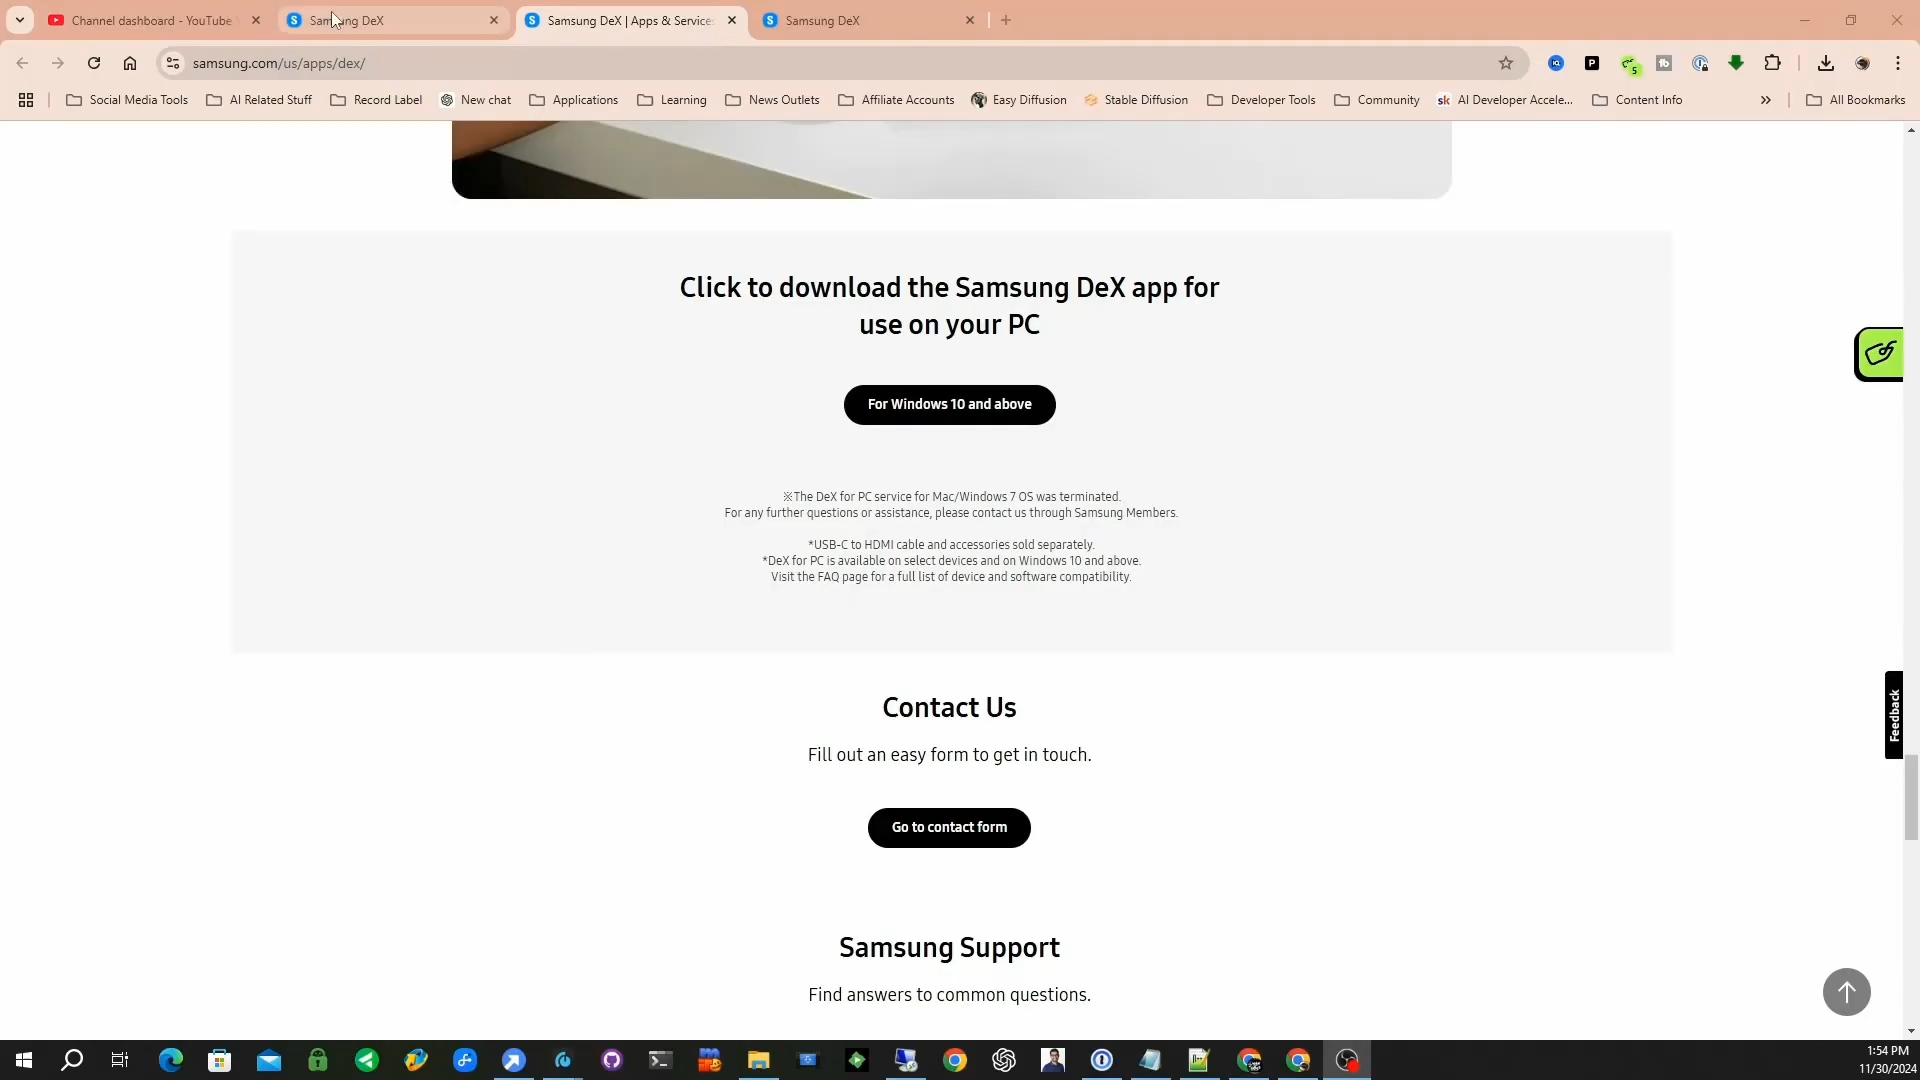 Channel dashboard - YouTube
Samsung DeX
Samsung DeX | Apps & Services
Samsung DeX
samsung.com/us/apps/dex/
5
Social Media Tools
AI Related Stuff
Record Label
New chat
Applications
Learning
News Outlets
Affiliate Accounts
Easy Diffusion
Stable Diffusion
Developer Tools
Community
sk AI Developer Accele...
Content Info
All Bookmarks
Click to download the Samsung DeX app for
use on your PC
For Windows 10 and above
※The DeX for PC service for Mac/Windows 7 OS was terminated.
For any further questions or assistance, please contact us through Samsung Members.
*USB-C to HDMI cable and accessories sold separately.
*DeX for PC is available on select devices and on Windows 10 and above.
Visit the FAQ page for a full list of device and software compatibility.
Feedback
Contact Us
Fill out an easy form to get in touch.
Go to contact form
Samsung Support
Find answers to common questions.
1:54 PM
11/30/2024